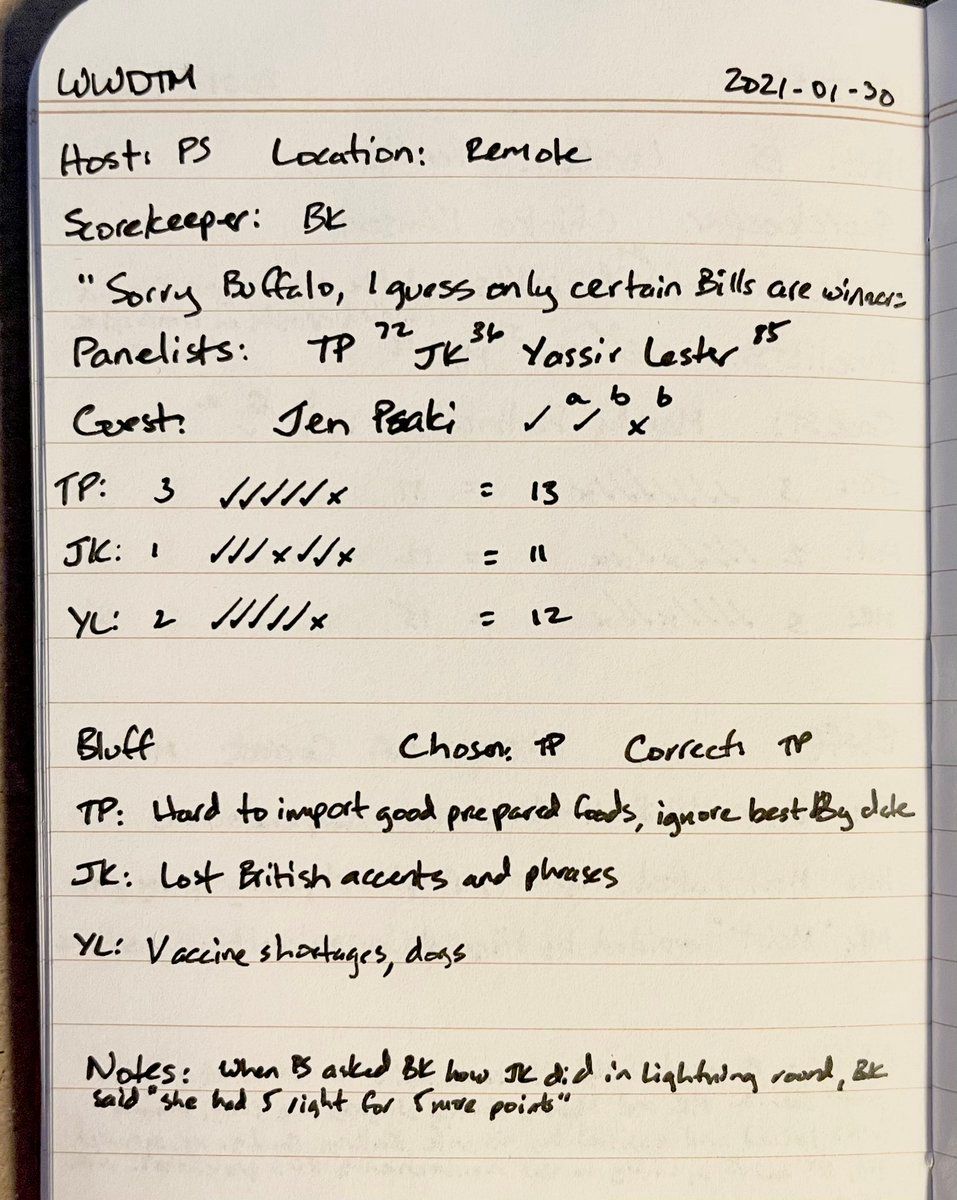 WWDTM 2021-01-30
Host: PS Location: Remote
Scorekeeper: BK
"Sorry Buffalo, I guess only certain Bills are winners
Panelists: TP 72 JK 36 Yassir Lester 85
Guest: Jen Psaki ✓ a ✓ b x b
TP: 3 ✓✓✓✓✓x = 13
JK: 1 ✓✓✓x✓✓x = 11
YL: 2 ✓✓✓✓✓x = 12
Bluff Chosen: TP Correct: TP
TP: Hard to import good prepared foods, ignore best By date
JK: Lost British accents and phrases
YL: Vaccine shortages, dogs
Notes: When PS asked BK how JK did in Lightning round, BK
said "she had 5 right for 5 more points"